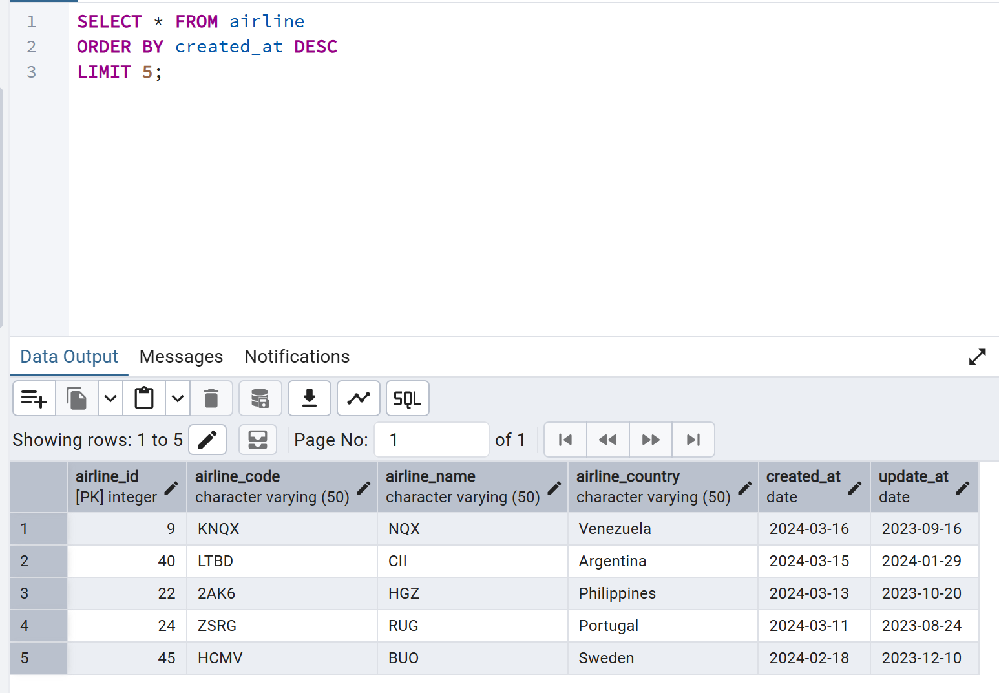 1 SELECT * FROM airline
2 ORDER BY created_at DESC
3 LIMIT 5;
Data Output Messages Notifications
SQL
Showing rows: 1 to 5 Page No: 1 of 1
airline_id airline_code airline_name airline_country created_at update_at
[PK] integer character varying (50) character varying (50) character varying (50) date date
1 9 KNQX NQX Venezuela 2024-03-16 2023-09-16
2 40 LTBD CII Argentina 2024-03-15 2024-01-29
3 22 2AK6 HGZ Philippines 2024-03-13 2023-10-20
4 24 ZSRG RUG Portugal 2024-03-11 2023-08-24
5 45 HCMV BUO Sweden 2024-02-18 2023-12-10